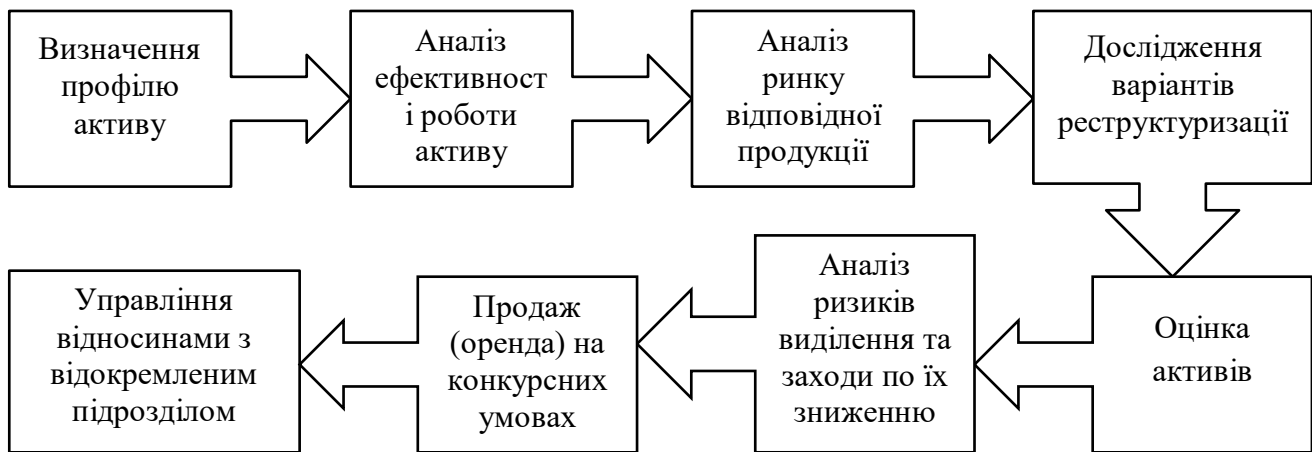 Визначення
профілю
активу
Аналіз
ефективност
і роботи
активу
Аналіз
ринку
відповідної
продукції
Дослідження
варіантів
реструктуризації
Оцінка
активів
Аналіз
ризиків
виділення та
заходи по їх
зниженню
Продаж
(оренда) на
конкурсних
умовах
Управління
відносинами з
відокремленим
підрозділом